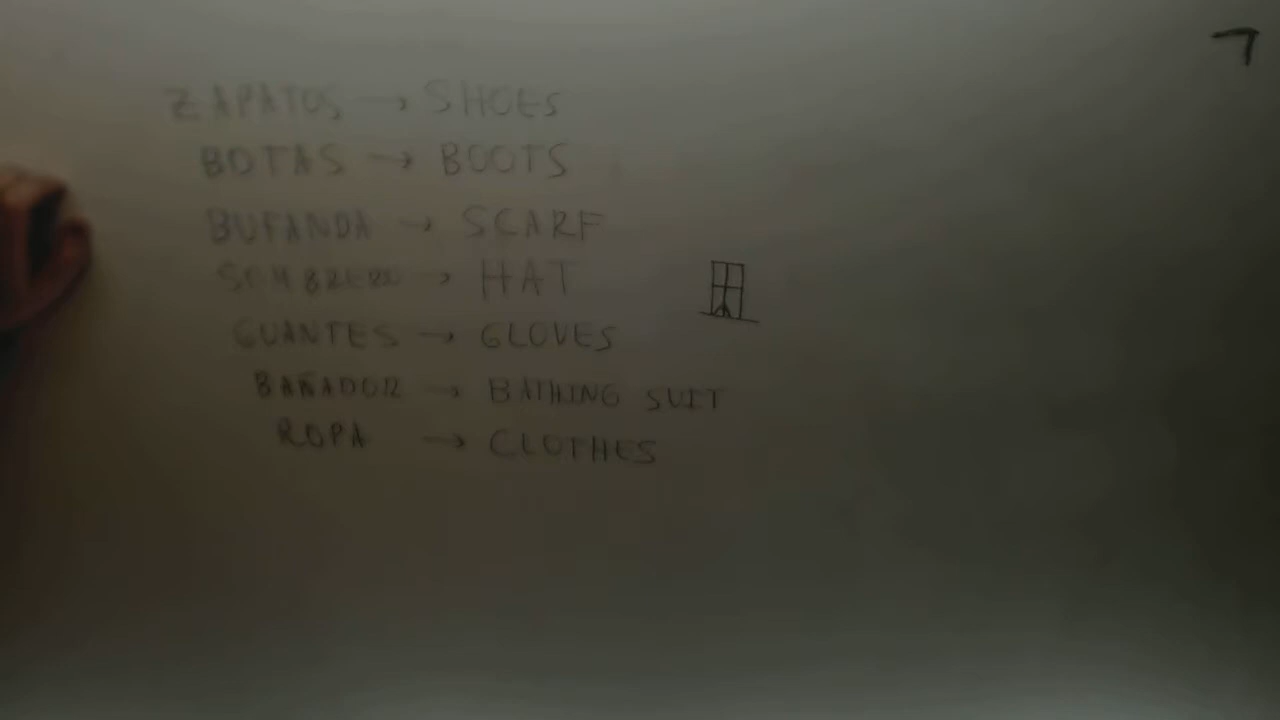 ZAPATOS → SHOES
BOTAS → BOOTS
BUFANDA → SCARF
SOMBRERO → HAT
GUANTES → GLOVES
BAÑADOR → BATHING SUIT
ROPA → CLOTHES